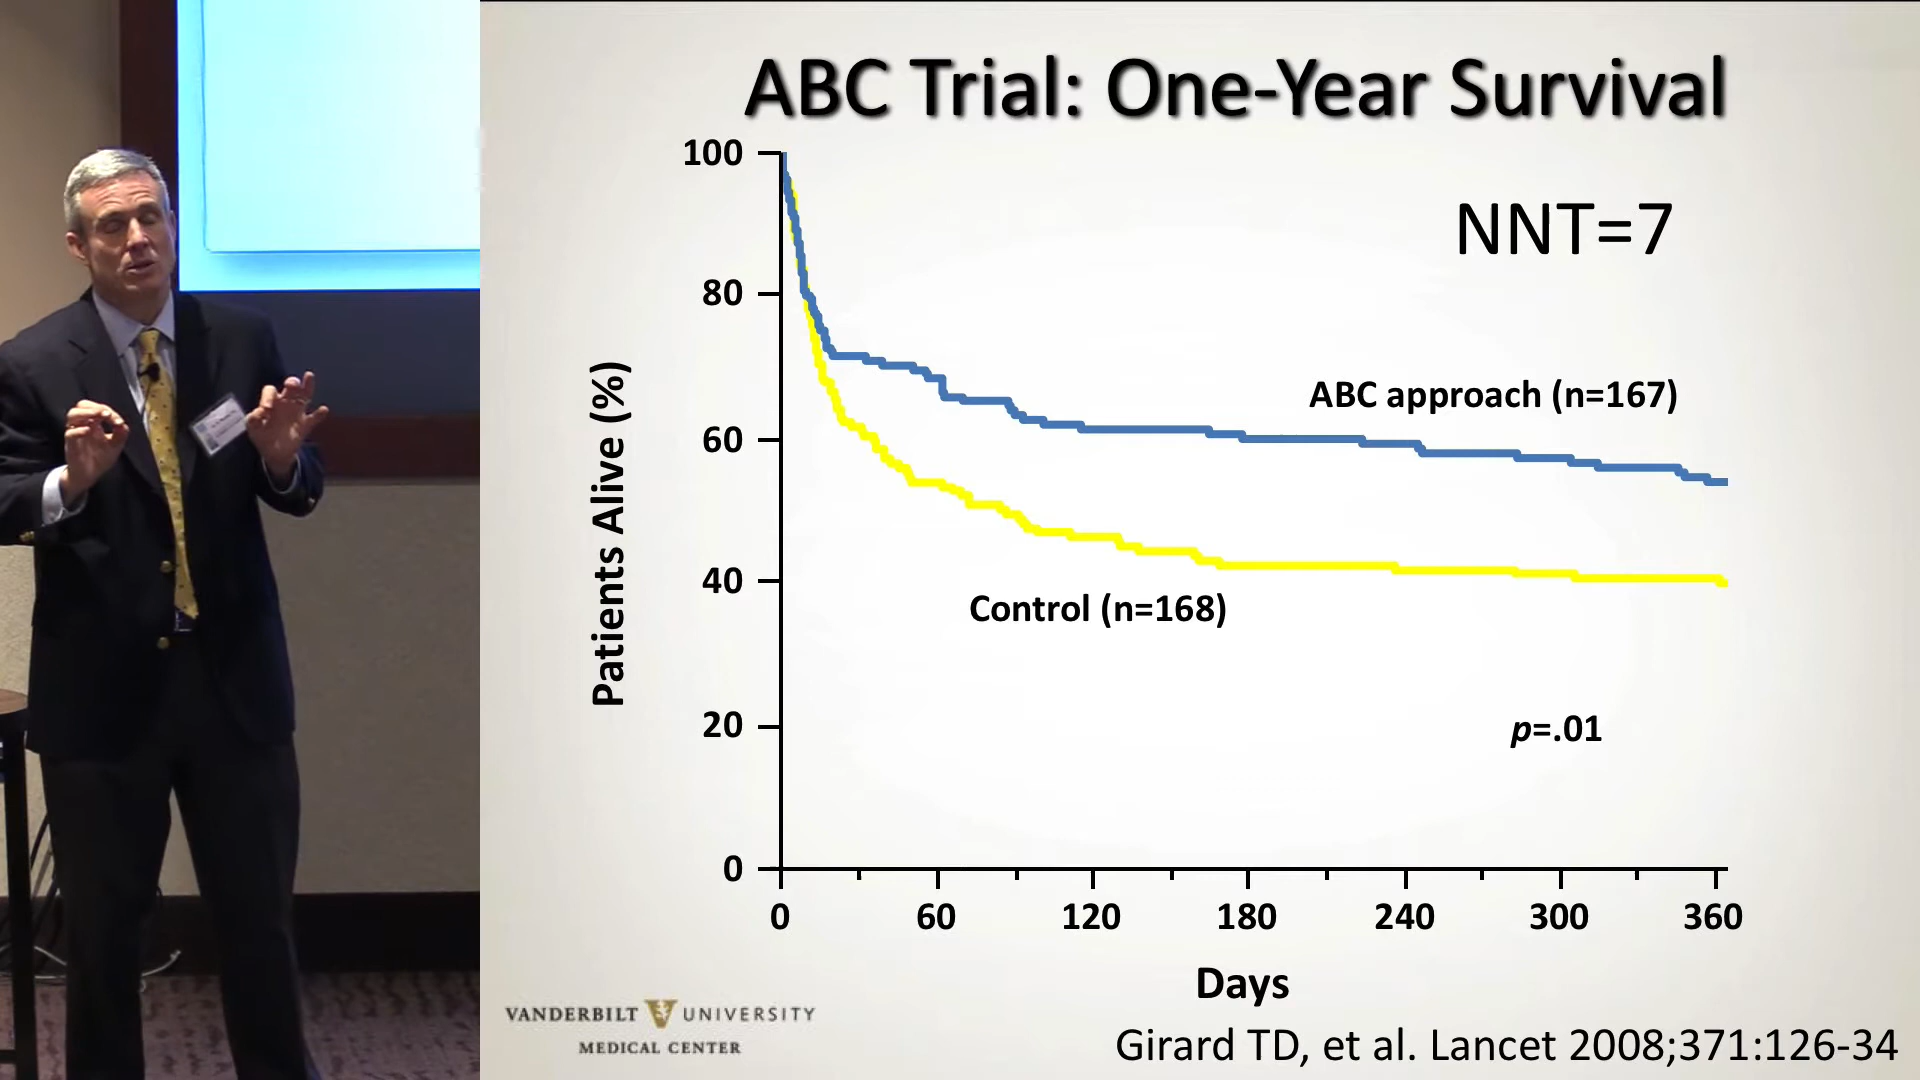 ABC Trial: One-Year Survival
NNT=7
100
80
60
40
20
0
Patients Alive (%)
ABC approach (n=167)
Control (n=168)
p=.01
0 60 120 180 240 300 360
Days
VANDERBILT V UNIVERSITY
MEDICAL CENTER
Girard TD, et al. Lancet 2008;371:126-34